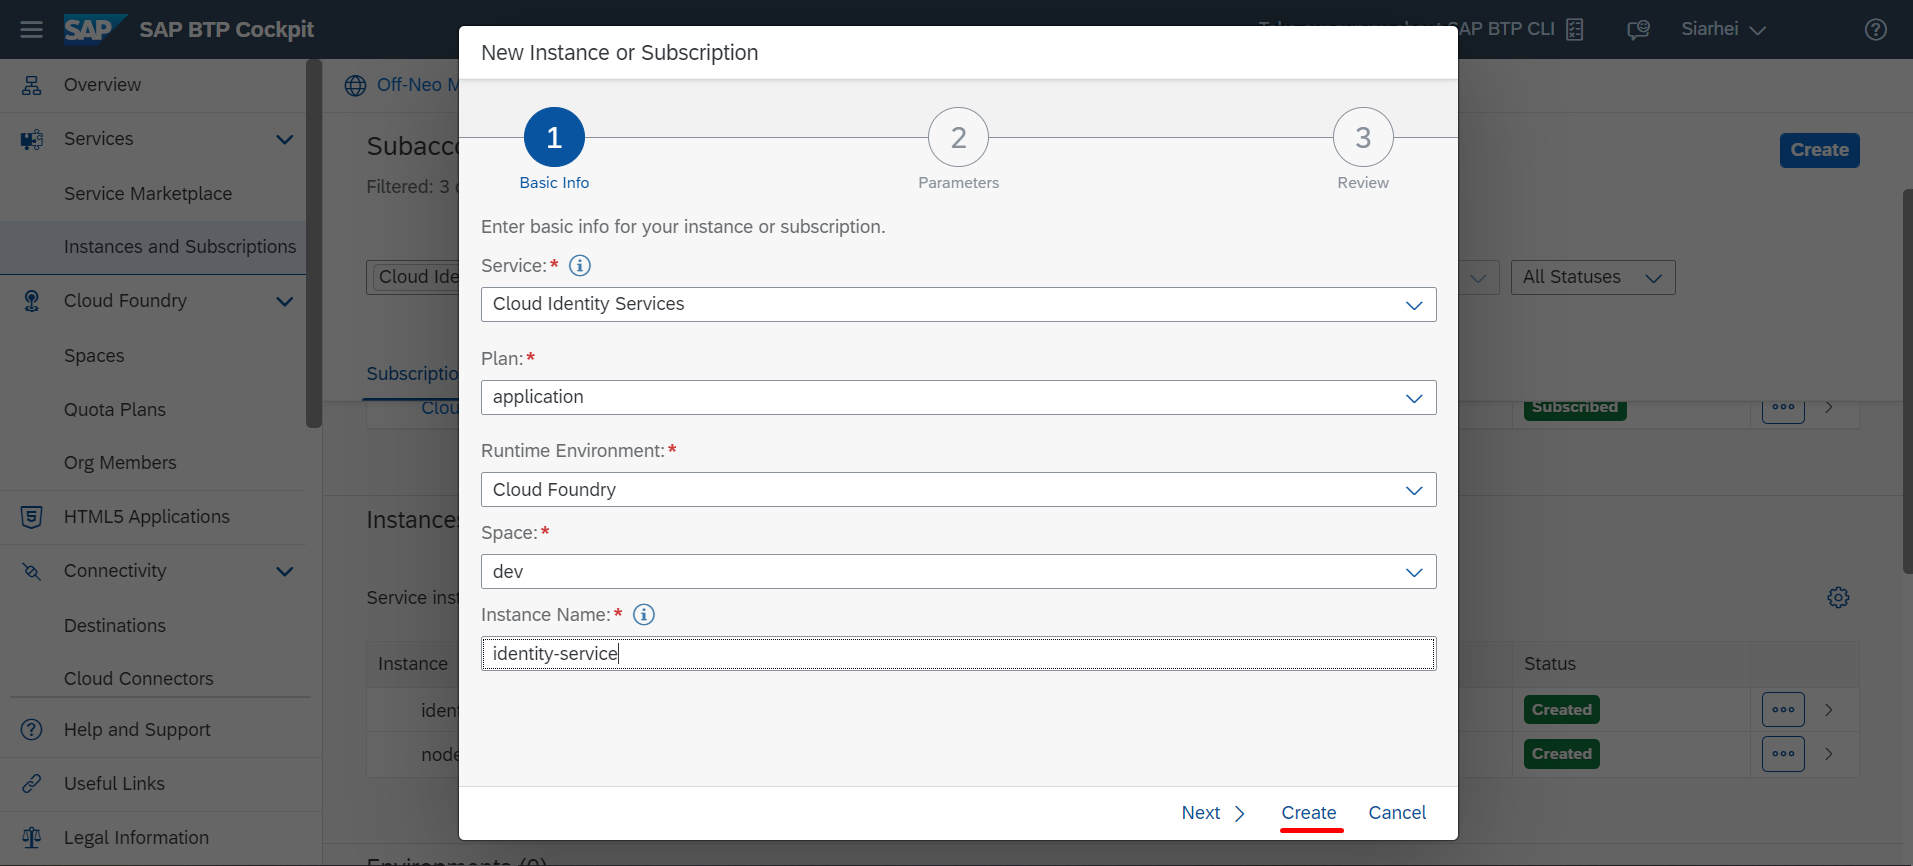 SAP
SAP BTP Cockpit
SAP BTP CLI
Siarhei
Overview
Services
Service Marketplace
Instances and Subscriptions
Cloud Foundry
Spaces
Quota Plans
Org Members
HTML5 Applications
Connectivity
Destinations
Cloud Connectors
Help and Support
Useful Links
Legal Information
Off-Neo M
Subacco
Filtered: 3
Create
Cloud Ide
All Statuses
Subscriptio
Clou
Subscribed
Instances
Service inst
Instance
Status
iden
Created
node
Created
New Instance or Subscription
1
2
3
Basic Info
Parameters
Review
Enter basic info for your instance or subscription.
Service:*
Cloud Identity Services
Plan:*
application
Runtime Environment:*
Cloud Foundry
Space:*
dev
Instance Name:*
identity-service
Next
Create
Cancel